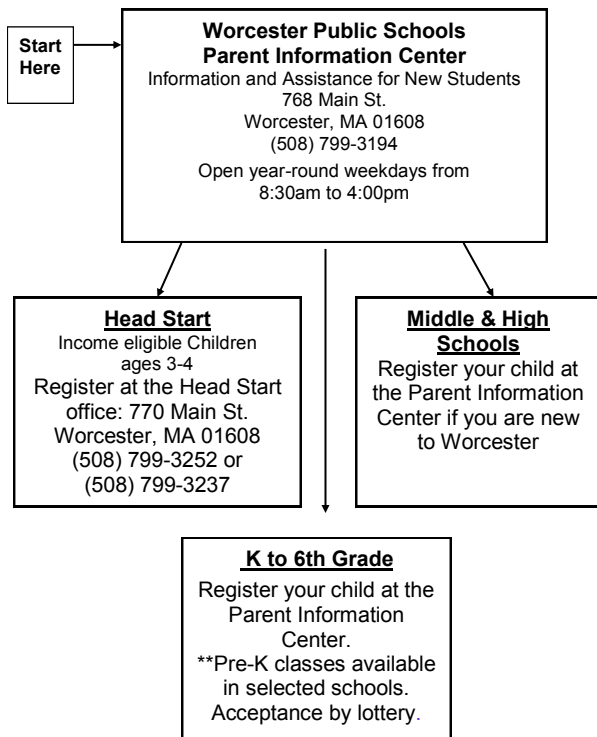 Start
Here
Worcester Public Schools
Parent Information Center
Information and Assistance for New Students
768 Main St.
Worcester, MA 01608
(508) 799-3194
Open year-round weekdays from
8:30am to 4:00pm
Head Start
Income eligible Children
ages 3-4
Register at the Head Start
office: 770 Main St.
Worcester, MA 01608
(508) 799-3252 or
(508) 799-3237
Middle & High
Schools
Register your child at
the Parent Information
Center if you are new
to Worcester
K to 6th Grade
Register your child at the
Parent Information
Center.
**Pre-K classes available
in selected schools.
Acceptance by lottery.